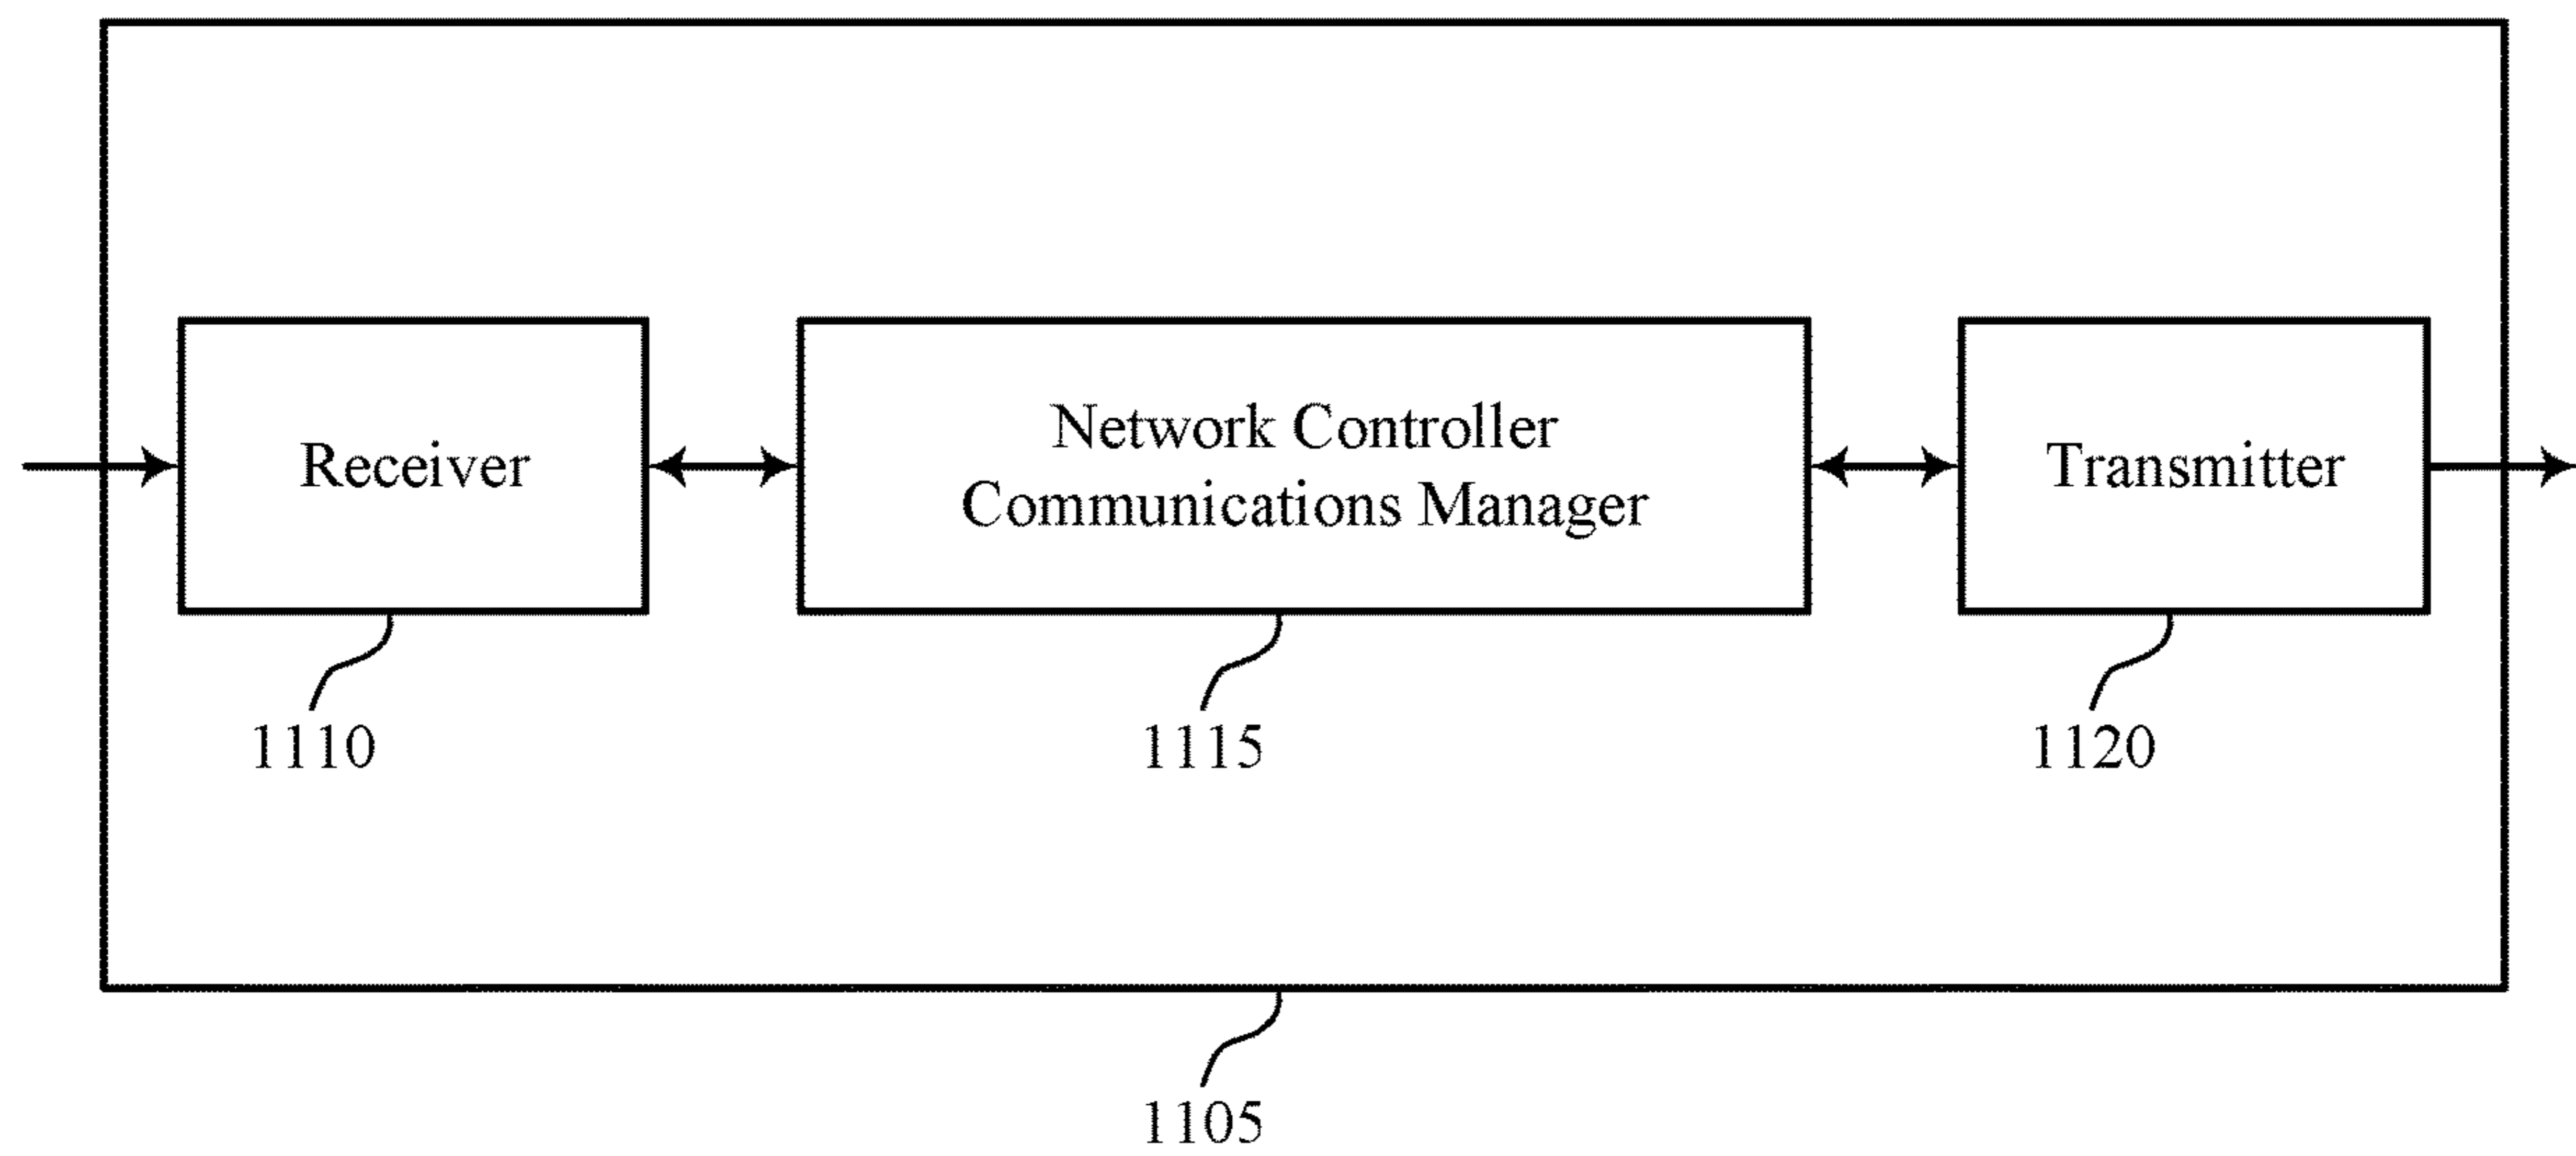 Receiver
Network Controller
Communications Manager
Transmitter
1110
1115
1120
1105